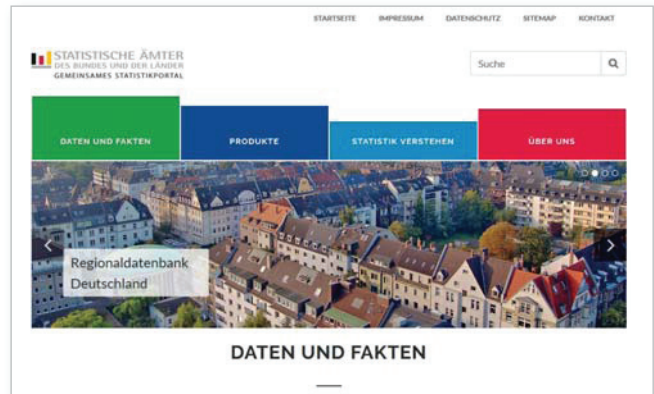 STARTSEITE IMPRESSUM DATENSCHUTZ SITEMAP KONTAKT
STATISTISCHE ÄMTER
DES BUNDES UND DER LÄNDER
GEMEINSAMES STATISTIKPORTAL
Suche
DATEN UND FAKTEN PRODUKTE STATISTIK VERSTEHEN ÜBER UNS
Regionaldatenbank
Deutschland
DATEN UND FAKTEN